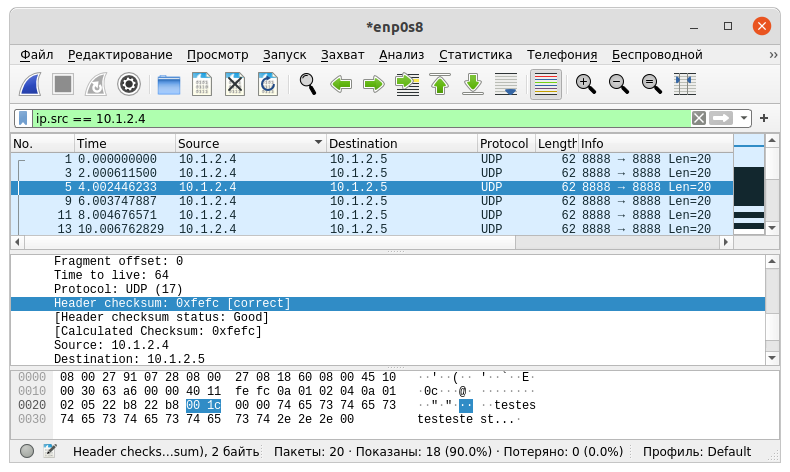 *enp0s8
Файл Редактирование Просмотр Запуск Захват Анализ Статистика Телефония Беспроводной »
ip.src == 10.1.2.4
No. Time Source Destination Protocol Length Info
1 0.000000000 10.1.2.4 10.1.2.5 UDP 62 8888 → 8888 Len=20
3 2.000611500 10.1.2.4 10.1.2.5 UDP 62 8888 → 8888 Len=20
5 4.002446233 10.1.2.4 10.1.2.5 UDP 62 8888 → 8888 Len=20
9 6.003747887 10.1.2.4 10.1.2.5 UDP 62 8888 → 8888 Len=20
11 8.004676571 10.1.2.4 10.1.2.5 UDP 62 8888 → 8888 Len=20
13 10.006762829 10.1.2.4 10.1.2.5 UDP 62 8888 → 8888 Len=20
Fragment offset: 0
Time to live: 64
Protocol: UDP (17)
Header checksum: 0xfefc [correct]
[Header checksum status: Good]
[Calculated Checksum: 0xfefc]
Source: 10.1.2.4
Destination: 10.1.2.5
0000 08 00 27 91 07 28 08 00 27 08 18 60 08 00 45 10 ··'··(·· '··`··E·
0010 00 30 63 a6 00 00 40 11 fe fc 0a 01 02 04 0a 01 ·0c···@· ········
0020 02 05 22 b8 22 b8 00 1c 00 00 74 65 73 74 65 73 ··"·"··· ··testes
0030 74 65 73 74 65 73 74 65 73 74 2e 2e 2e 00 testeste st...·
Header checks...sum), 2 байть Пакеты: 20 · Показаны: 18 (90.0%) · Потеряно: 0 (0.0%) Профиль: Default